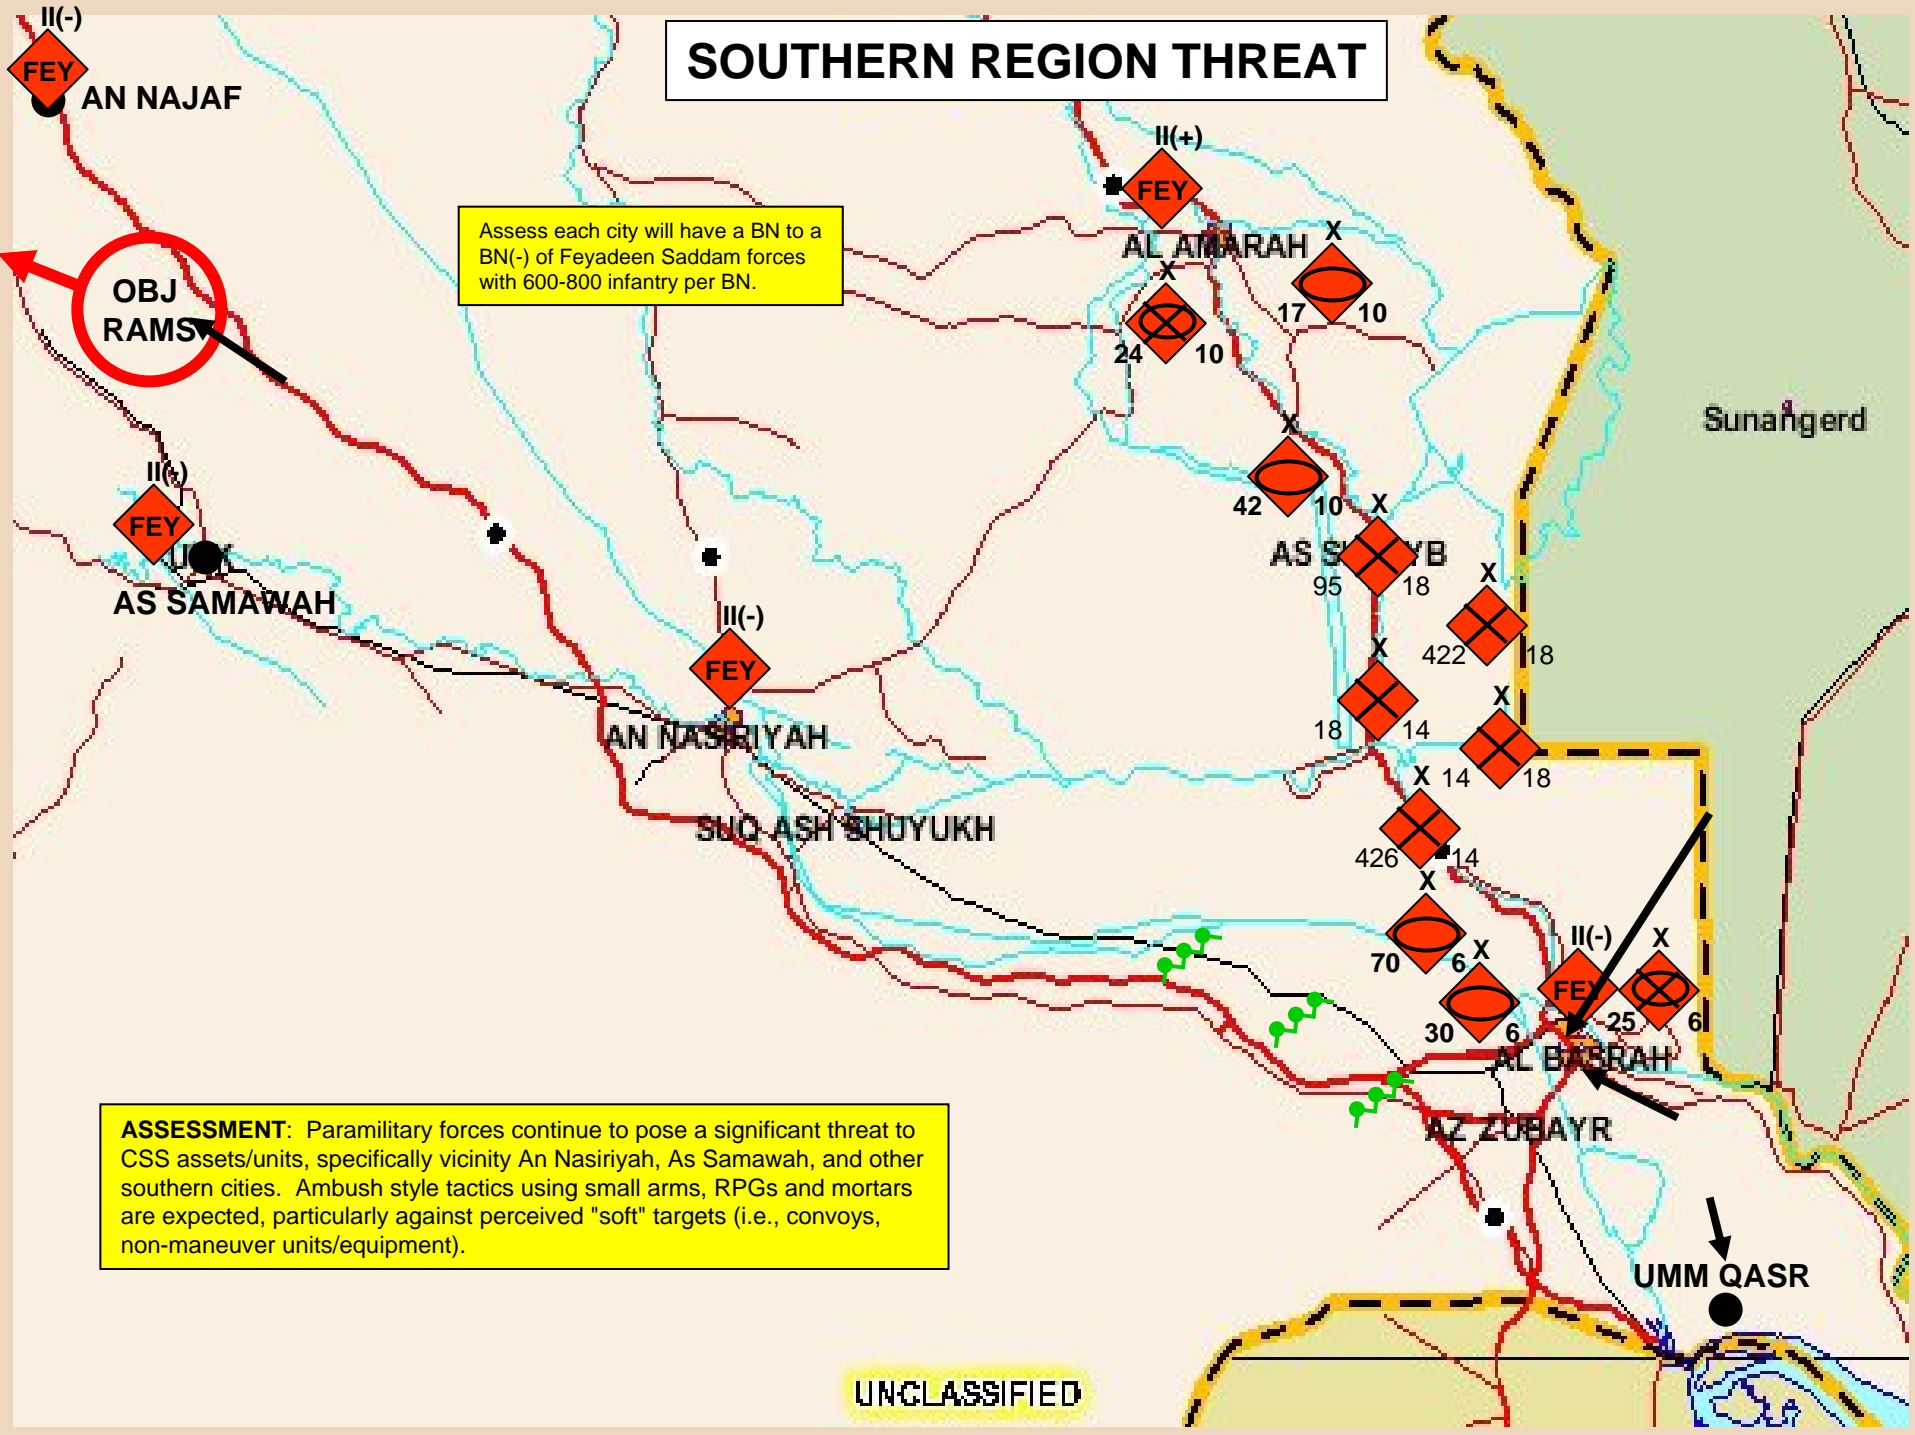 II(-)
FEY
AN NAJAF
SOUTHERN REGION THREAT
II(+)
FEY
AL AMARAH
X
17 10
X
24 10
Assess each city will have a BN to a
BN(-) of Feyadeen Saddam forces
with 600-800 infantry per BN.
OBJ
RAMS
Sunangerd
X
42 10
II(-)
FEY
AS SAMAWAH
X
AS SH YB
95 18
X
422 18
II(-)
FEY
AN NASIRIYAH
X
18 14
X
14 18
SUQ ASH SHUYUKH
X
426 14
X
70 6
X
30 6
II(-)
FEY
X
25 6
AL BASRAH
AZ ZUBAYR
ASSESSMENT: Paramilitary forces continue to pose a significant threat to
CSS assets/units, specifically vicinity An Nasiriyah, As Samawah, and other
southern cities. Ambush style tactics using small arms, RPGs and mortars
are expected, particularly against perceived "soft" targets (i.e., convoys,
non-maneuver units/equipment).
UMM QASR
UNCLASSIFIED